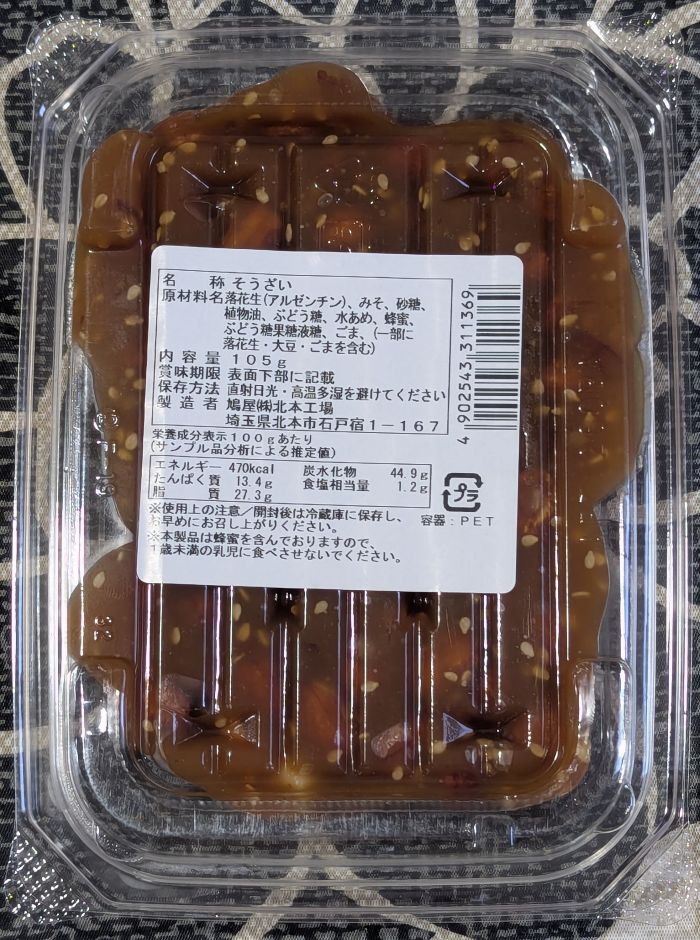 名 称 そうざい
原材料名 落花生(アルゼンチン)、みそ、砂糖、
植物油、ぶどう糖、水あめ、蜂蜜、
ぶどう糖果糖液糖、ごま、(一部に
落花生・大豆・ごまを含む)
内容量 105g
賞味期限 表面下部に記載
保存方法 直射日光・高温多湿を避けてください
製造者 鳩屋㈱北本工場
埼玉県北本市石戸宿1-167
栄養成分表示100gあたり
(サンプル品分析による推定値)
エネルギー 470kcal 炭水化物 44.9g
たんぱく質 13.4g 食塩相当量 1.2g
脂質 27.3g
※使用上の注意/開封後は冷蔵庫に保存し、
お早めにお召し上がりください。
※本製品は蜂蜜を含んでおりますので、
1歳未満の乳児に食べさせないでください。
プラ
容器:PET
4 902543 311369